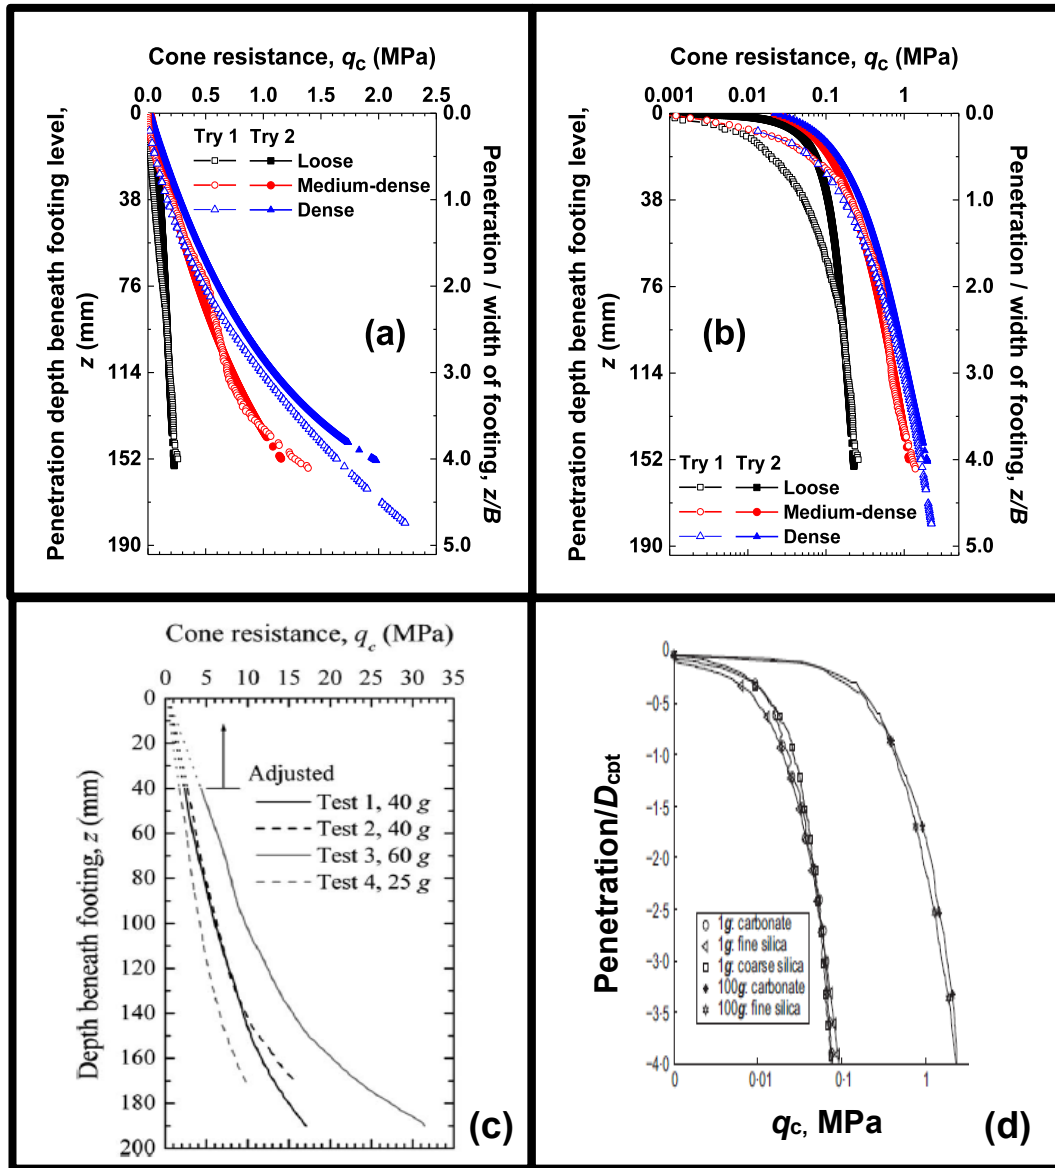 Cone resistance, qc (MPa)
0.0 0.5 1.0 1.5 2.0 2.5
Penetration depth beneath footing level,
z (mm)
0
38
76
114
152
190
Try 1 Try 2
Loose
Medium-dense
Dense
(a)
0.0
1.0
2.0
3.0
4.0
5.0
Penetration / width of footing, z/B
Cone resistance, qc (MPa)
0.001 0.01 0.1 1
Penetration depth beneath footing level,
z (mm)
0
38
76
114
152
190
(b)
Try 1 Try 2
Loose
Medium-dense
Dense
0.0
1.0
2.0
3.0
4.0
5.0
Penetration / width of footing, z/B
Cone resistance, qc (MPa)
0 5 10 15 20 25 30 35
Depth beneath footing, z (mm)
0
20
40
60
80
100
120
140
160
180
200
Adjusted
Test 1, 40 g
Test 2, 40 g
Test 3, 60 g
Test 4, 25 g
(c)
Penetration/Dcpt
0
–0·5
–1·0
–1·5
–2·0
–2·5
–3·0
–3·5
–4·0
1g: carbonate
1g: fine silica
1g: coarse silica
100g: carbonate
100g: fine silica
0 0·01 0·1 1
qc, MPa
(d)